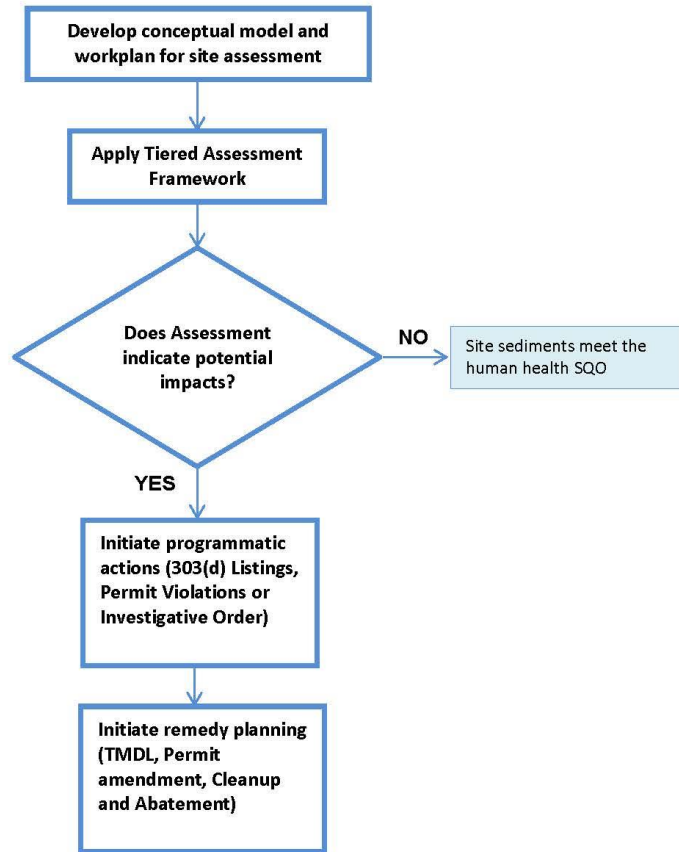 Develop conceptual model and
workplan for site assessment
Apply Tiered Assessment
Framework
Does Assessment
indicate potential
impacts?
NO
Site sediments meet the
human health SQO
YES
Initiate programmatic
actions (303(d) Listings,
Permit Violations or
Investigative Order)
Initiate remedy planning
(TMDL, Permit
amendment, Cleanup
and Abatement)